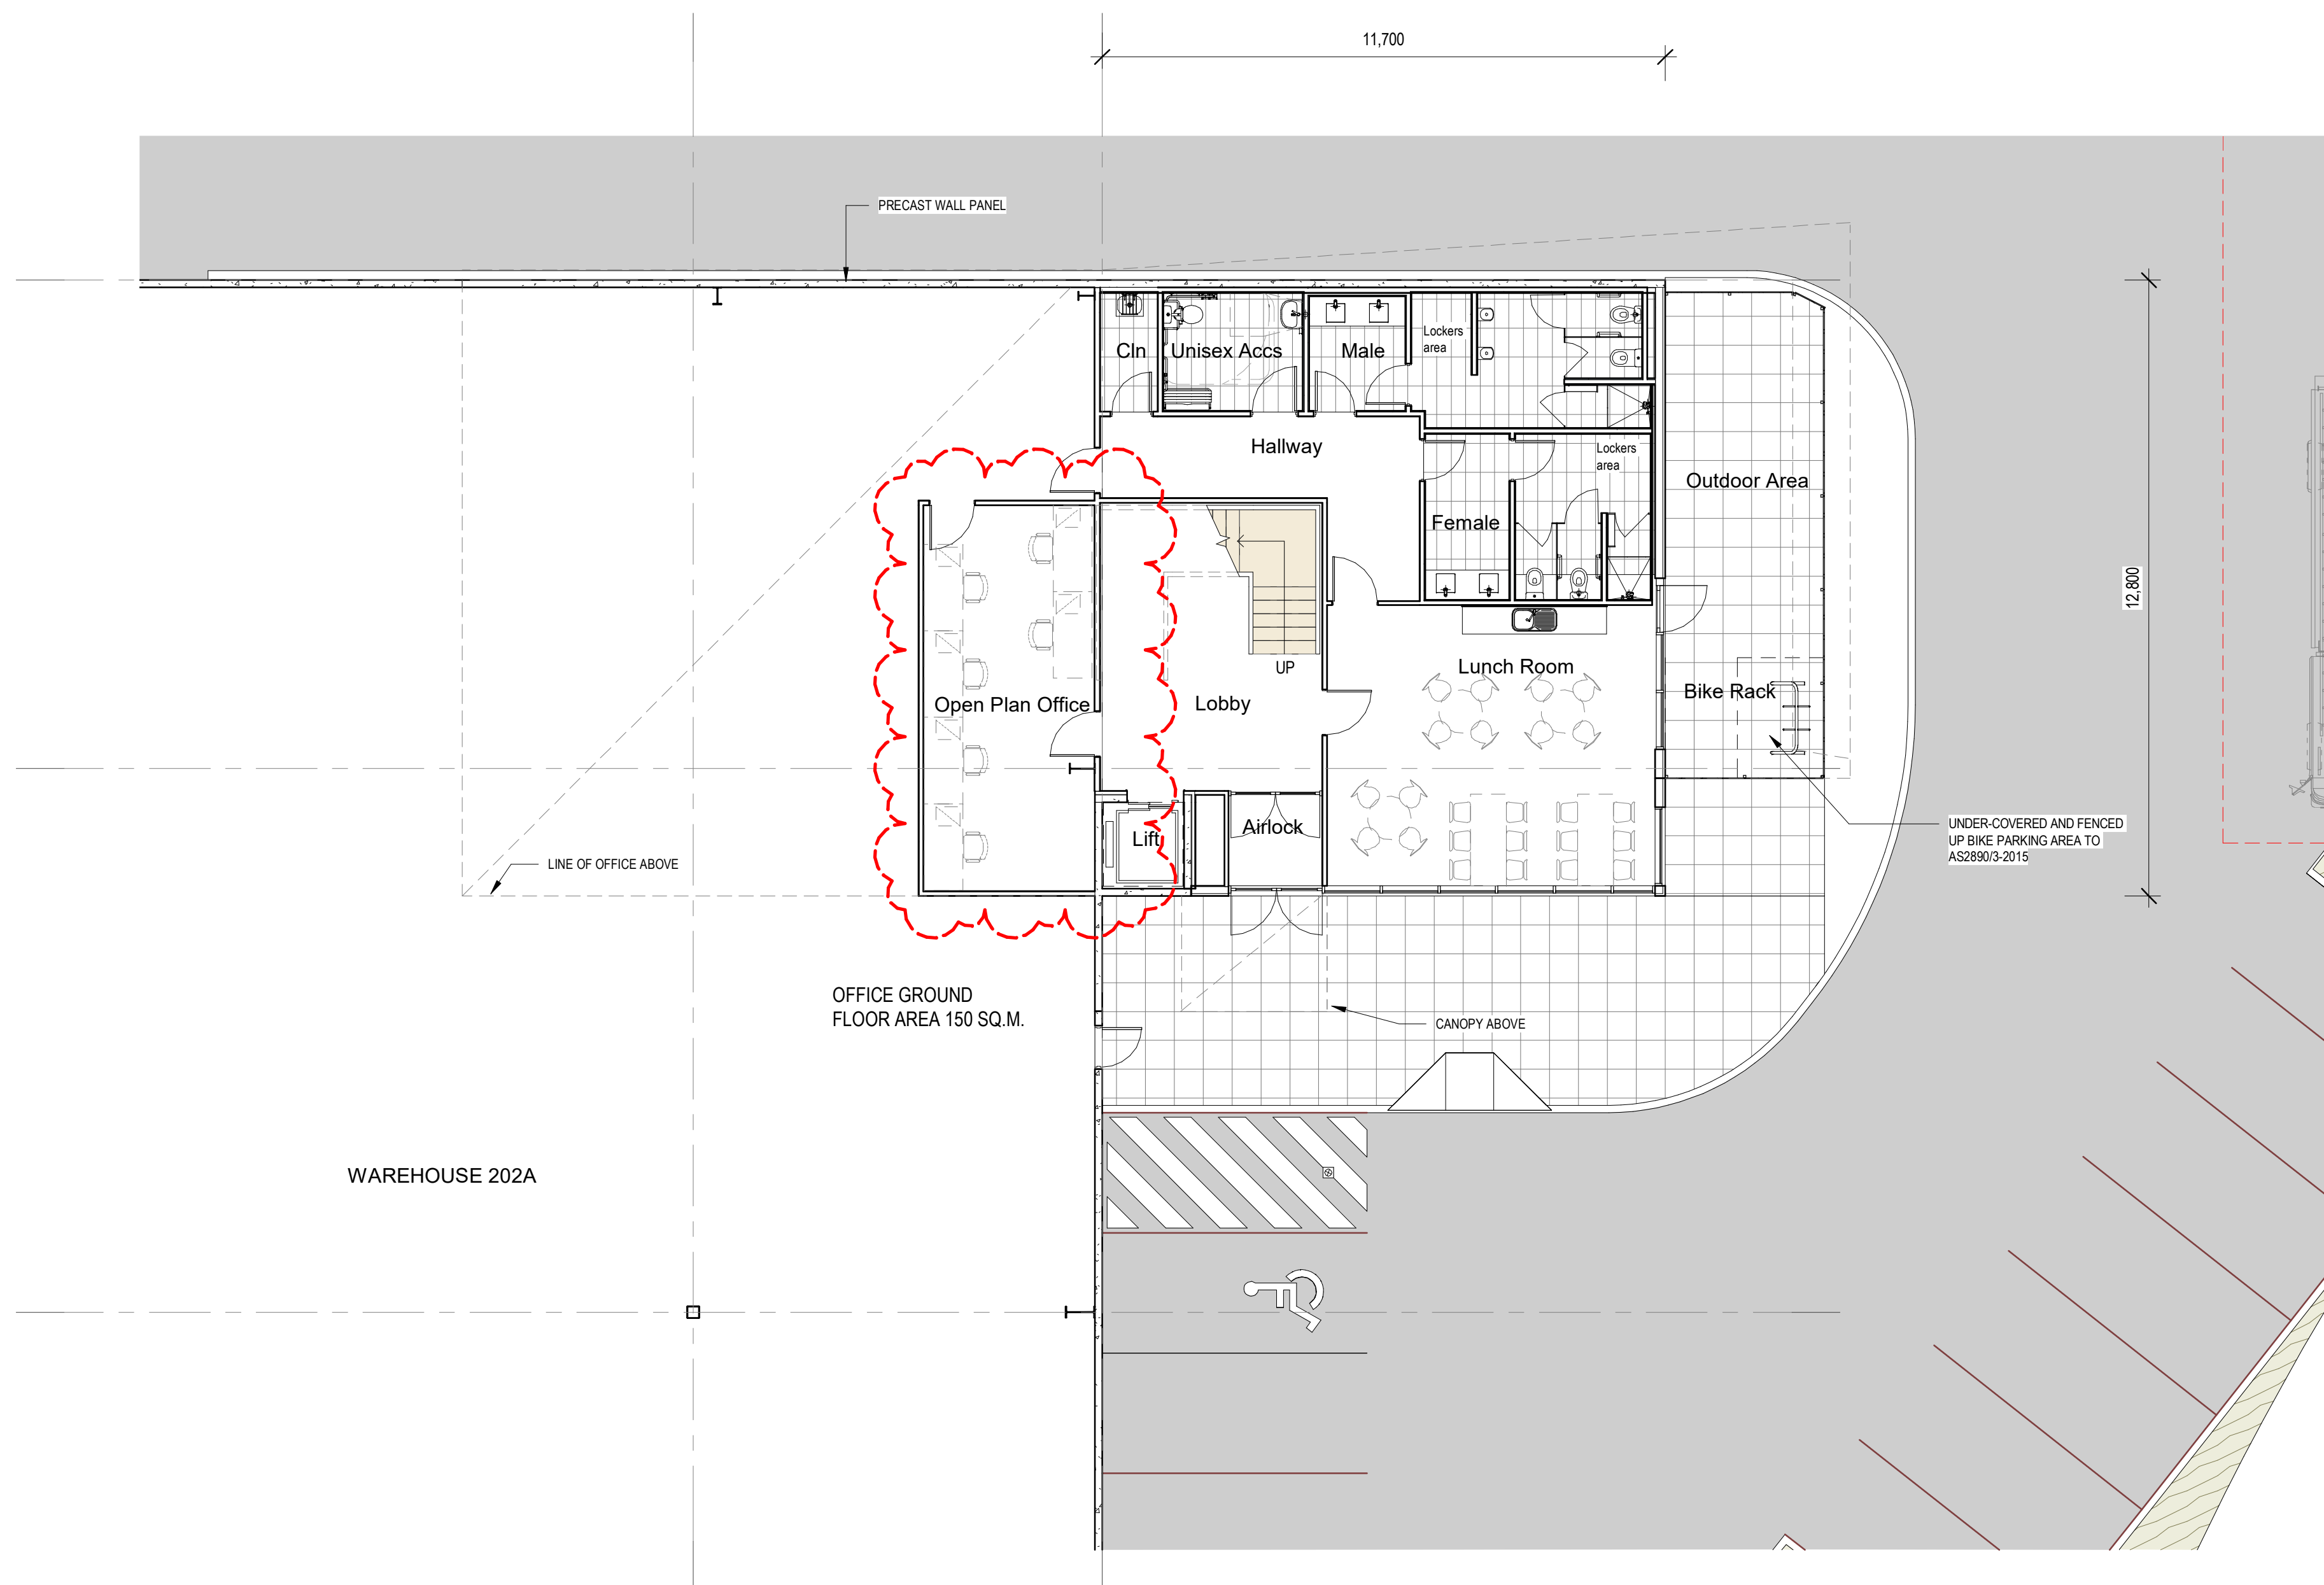 11,700
PRECAST WALL PANEL
Cln
Unisex Accs
Male
Lockers
area
Hallway
Lockers
area
Outdoor Area
Female
12,800
UP
Lunch Room
Open Plan Office
Lobby
Bike Rack
Lift
Airlock
UNDER-COVERED AND FENCED
UP BIKE PARKING AREA TO
AS2890/3-2015
LINE OF OFFICE ABOVE
OFFICE GROUND
FLOOR AREA 150 SQ.M.
CANOPY ABOVE
WAREHOUSE 202A